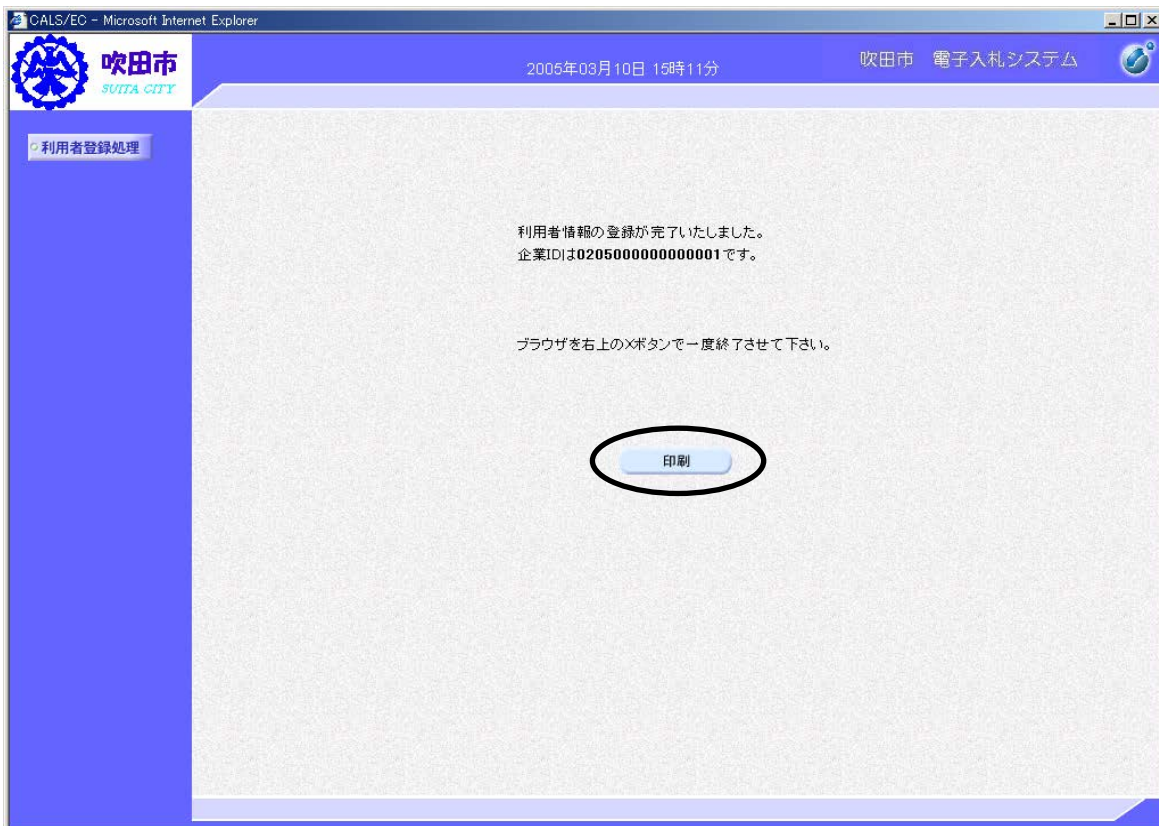 CALS/EC - Microsoft Internet Explorer
吹田市
SUITA CITY
2005年03月10日 15時11分
吹田市 電子入札システム
利用者登録処理
利用者情報の登録が完了いたしました。
企業IDは0205000000000001です。
ブラウザを右上の×ボタンで一度終了させて下さい。
印刷